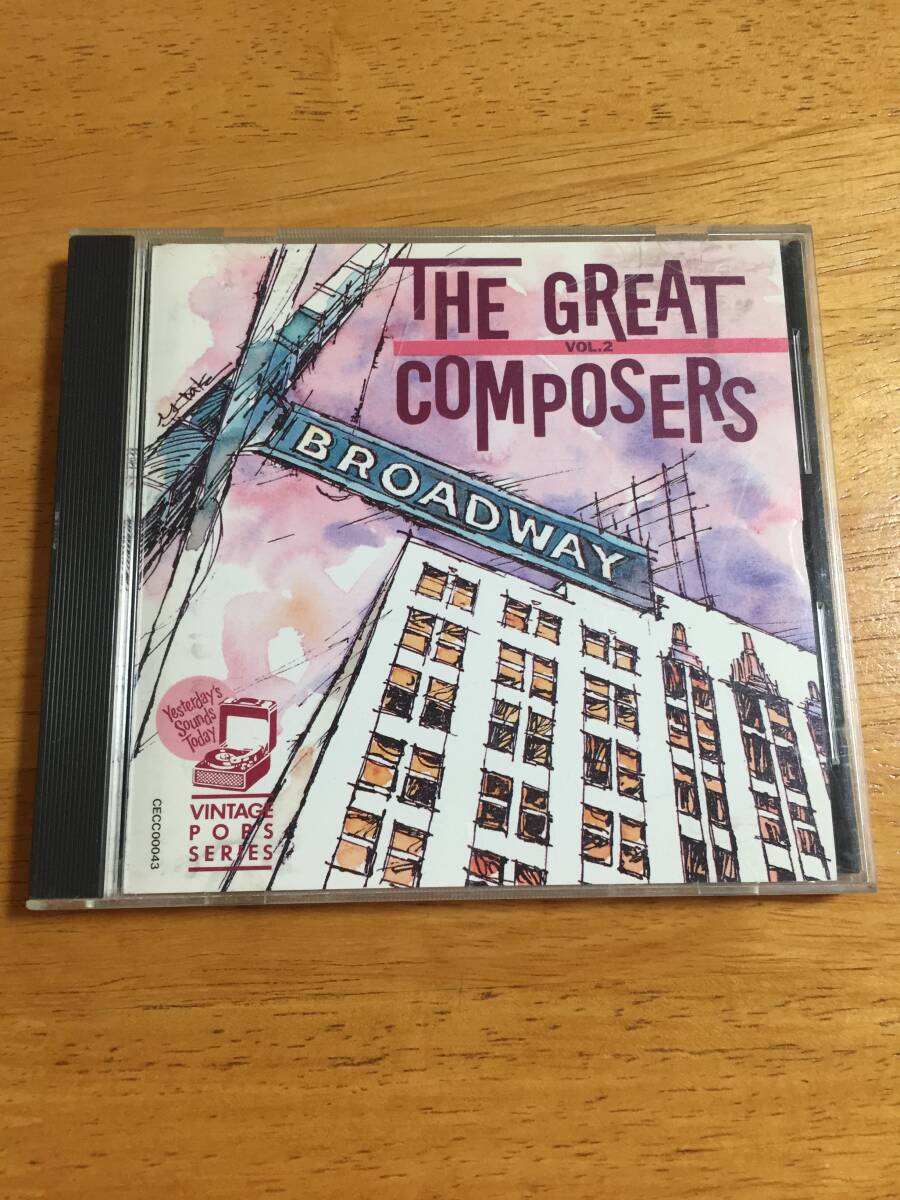 THE GREAT
VOL.2
COMPOSERS
BROADWAY
Yesterday's
Sounds
Today
VINTAGE
POPS
SERIES
CECC00043